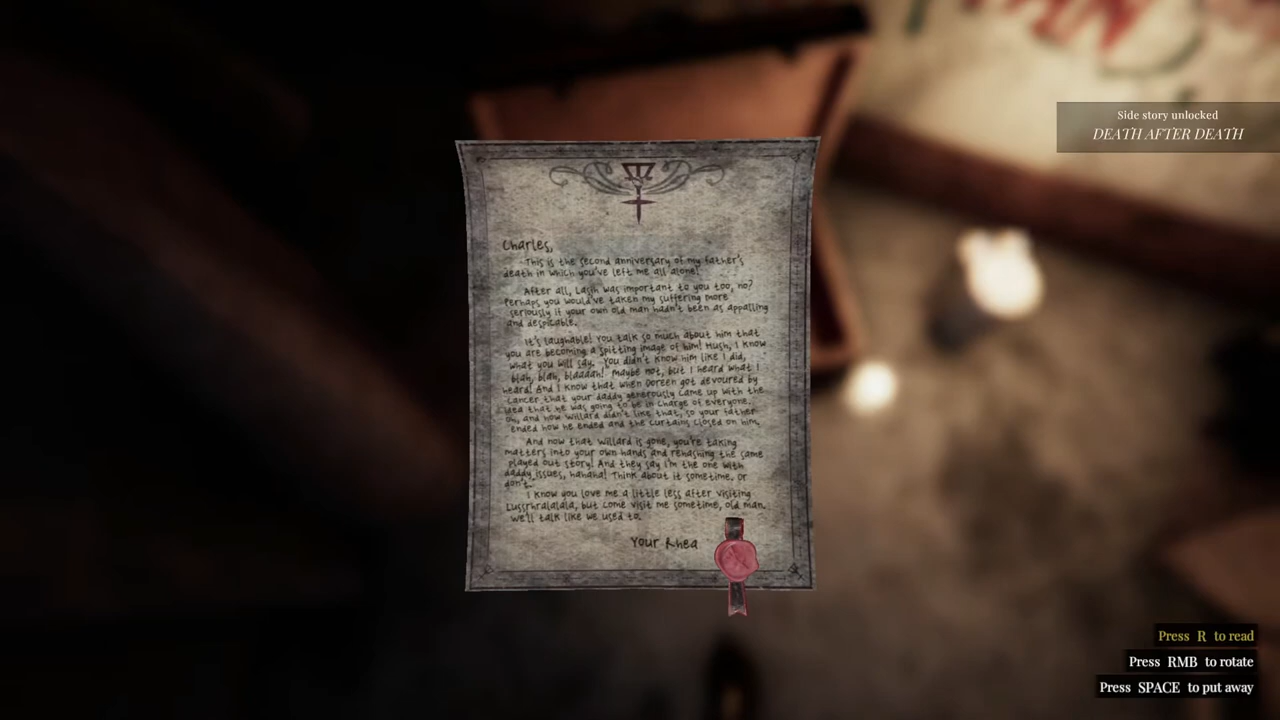 Side story unlocked
DEATH AFTER DEATH
Charles,
This is the second anniversary of my father's
death in which you've left me all alone!
After all, Lasih was important to you too, no?
Perhaps you would've taken my suffering more
seriously if your own old man hadn't been as appalling
and despicable.
It's laughable! You talk so much about him that
you are becoming a spitting image of him! Hush, I know
what you will say. "You didn't know him like I did,
blah, blah, blaaaah!" Maybe not, but I heard what I
heard! And I know that when Doreen got devoured by
cancer that your daddy generously came up with the
idea that he was going to be in charge of everyone.
Oh, and how Willard didn't like that, so your father
ended how he ended and the curtains closed on him.
And now that Willard is gone, you're taking
matters into your own hands and rehashing the same
played out story! And they say I'm the one with
daddy issues, hahaha! Think about it sometime, or
don't.
I know you love me a little less after visiting
Lussrhralalala, but come visit me sometime, old man.
We'll talk like we used to.
Your Rhea
Press R to read
Press RMB to rotate
Press SPACE to put away